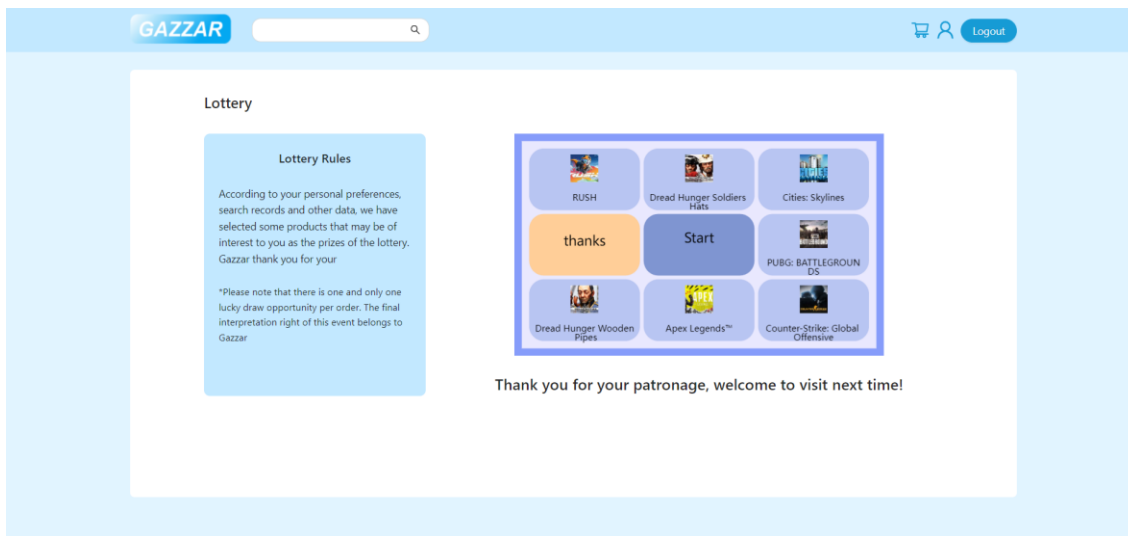 GAZZAR
Logout
Lottery
Lottery Rules
According to your personal preferences,
search records and other data, we have
selected some products that may be of
interest to you as the prizes of the lottery.
Gazzar thank you for your
*Please note that there is one and only one
lucky draw opportunity per order. The final
interpretation right of this event belongs to
Gazzar
RUSH
Dread Hunger Soldiers
Hats
Cities: Skylines
thanks
Start
PUBG: BATTLEGROUN
DS
Dread Hunger Wooden
Pipes
APEX
Apex Legends™
Counter-Strike: Global
Offensive
Thank you for your patronage, welcome to visit next time!